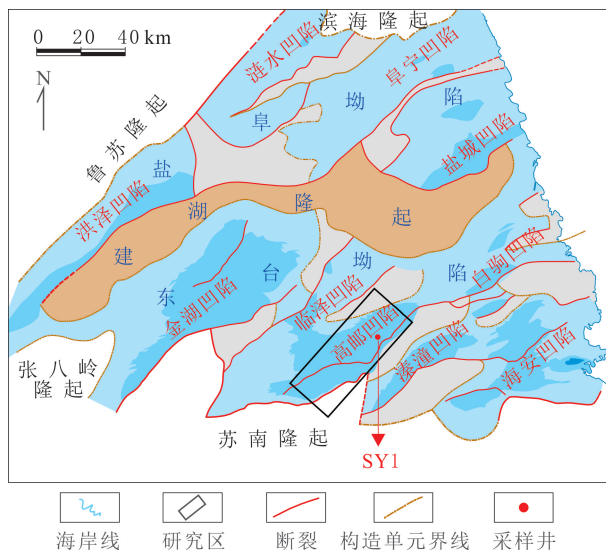 0 20 40 km
N
滨海隆起
涟水凹陷
阜宁凹陷
阜 坳 陷
盐
鲁苏隆起
盐城凹陷
洪泽凹陷
建 湖 隆 起
东 台 坳 陷
金湖凹陷
临泽凹陷
白驹凹陷
高邮凹陷
溱潼凹陷
海安凹陷
张八岭
隆起
苏南隆起
SY1
海岸线
研究区
断裂
构造单元界线
采样井